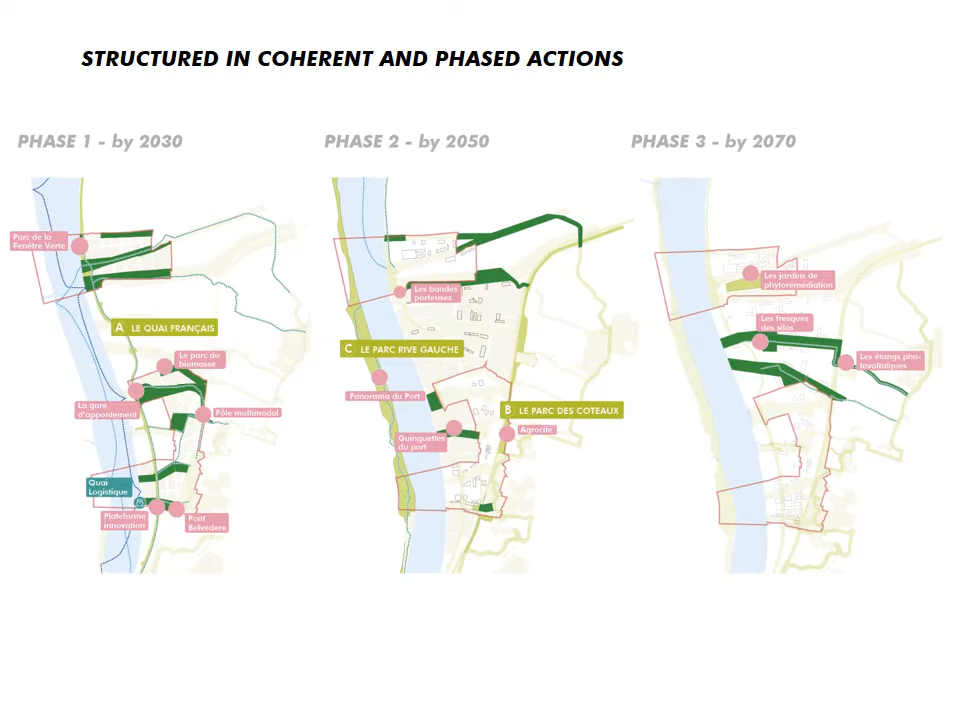 STRUCTURED IN COHERENT AND PHASED ACTIONS
PHASE 1 - by 2030
Parc de la
Fenêtre Verte
A LE QUAI FRANÇAIS
Le parc du
biomasse
La gare
d'appontement
Pôle multimodal
Quai
Logistique
Plateforme
innovation
Pont
Belvedere
PHASE 2 - by 2050
Les bandes
porteuses
C LE PARC RIVE GAUCHE
Panorama du Port
B LE PARC DES COTEAUX
Agrocité
Guinguettes
du port
PHASE 3 - by 2070
Les jardins de
phytorémédiation
Les fresques
des silos
Les étangs pho-
tovoltaïques